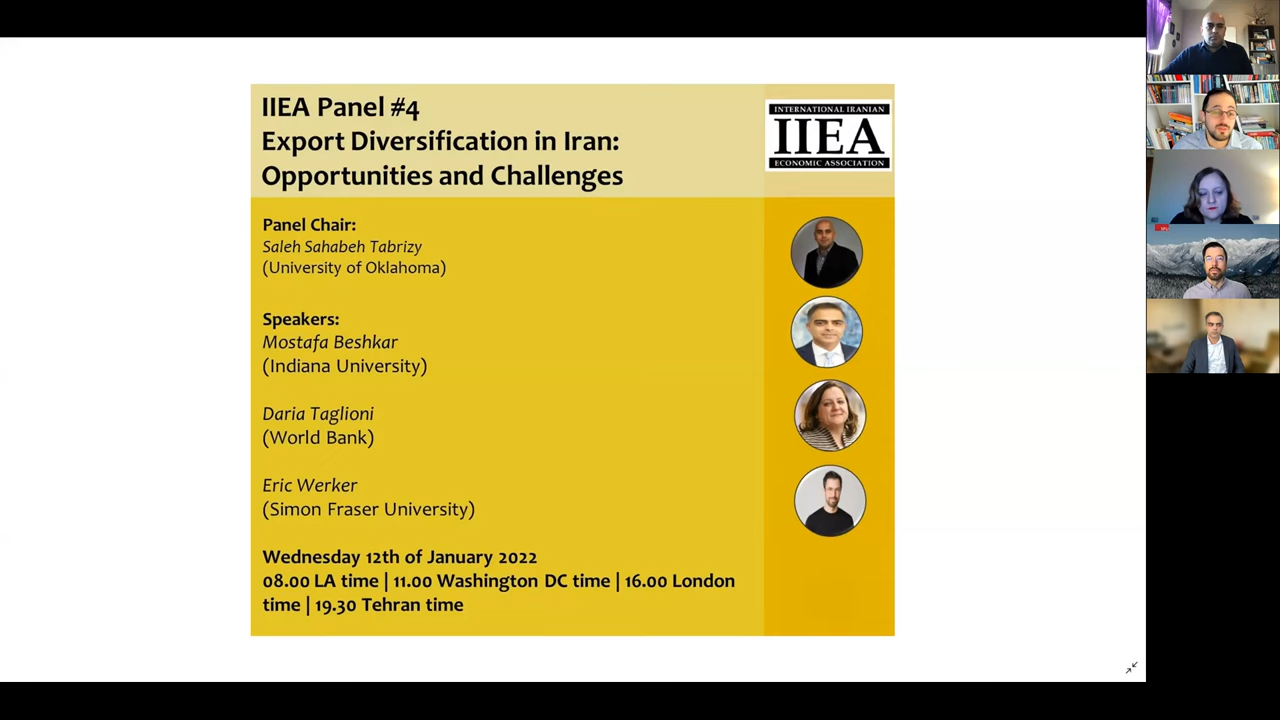 IIEA Panel #4
Export Diversification in Iran:
Opportunities and Challenges
INTERNATIONAL IRANIAN
IIEA
ECONOMIC ASSOCIATION
Panel Chair:
Saleh Sahabeh Tabrizy
(University of Oklahoma)
Speakers:
Mostafa Beshkar
(Indiana University)
Daria Taglioni
(World Bank)
Eric Werker
(Simon Fraser University)
Wednesday 12th of January 2022
08.00 LA time | 11.00 Washington DC time | 16.00 London
time | 19.30 Tehran time